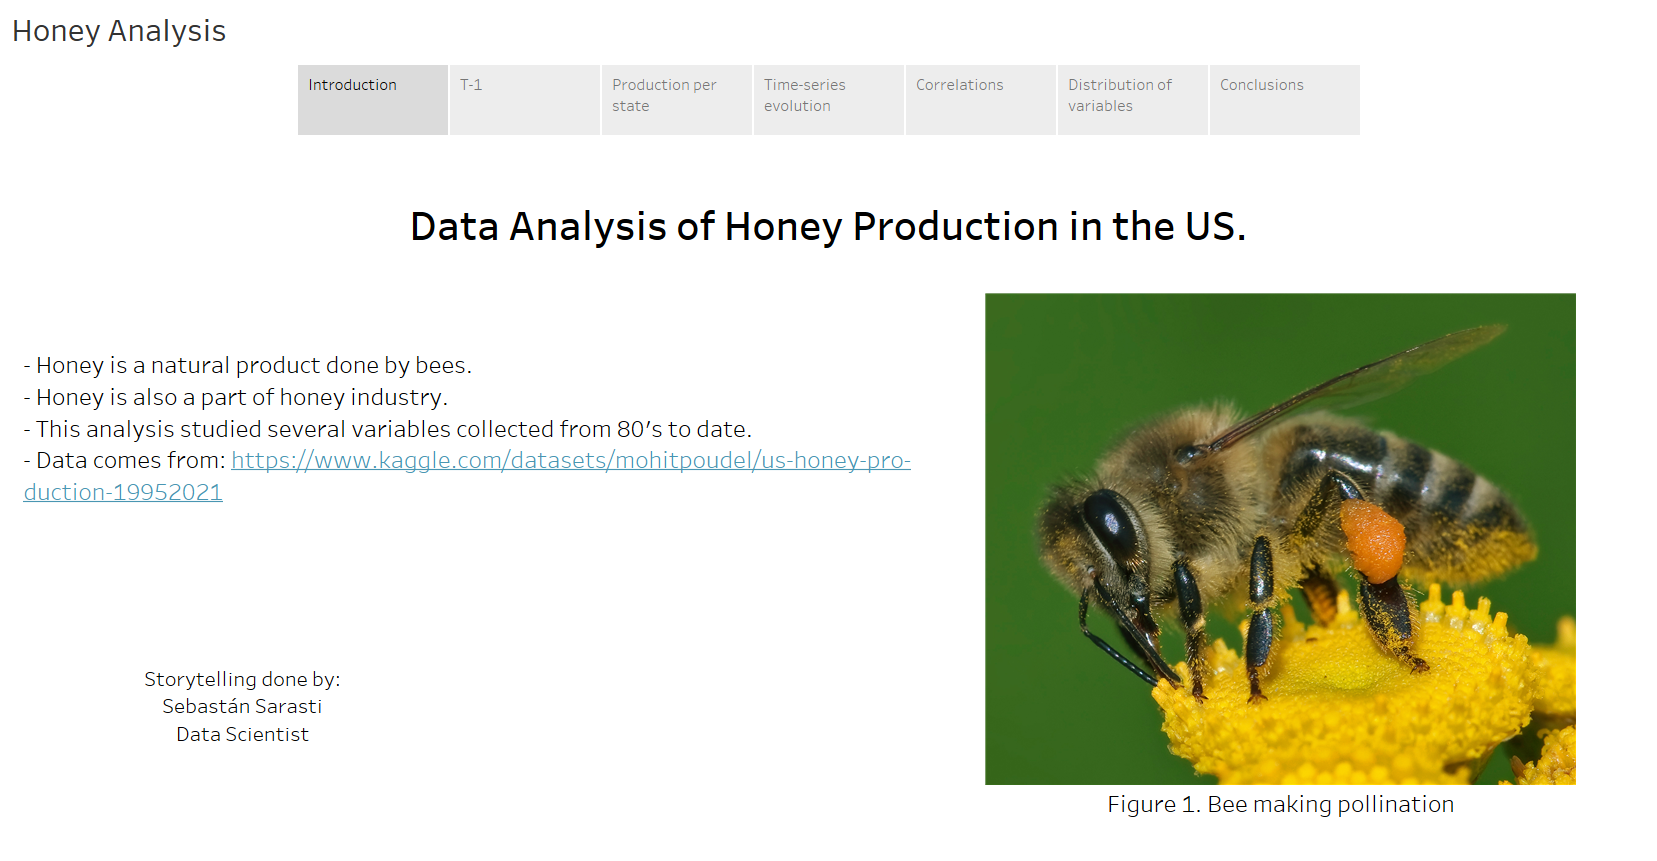 Honey Analysis
Introduction
T-1
Production per
state
Time-series
evolution
Correlations
Distribution of
variables
Conclusions
Data Analysis of Honey Production in the US.
- Honey is a natural product done by bees.
- Honey is also a part of honey industry.
- This analysis studied several variables collected from 80's to date.
- Data comes from: https://www.kaggle.com/datasets/mohitpoudel/us-honey-pro-
duction-19952021
Storytelling done by:
Sebastán Sarasti
Data Scientist
Figure 1. Bee making pollination